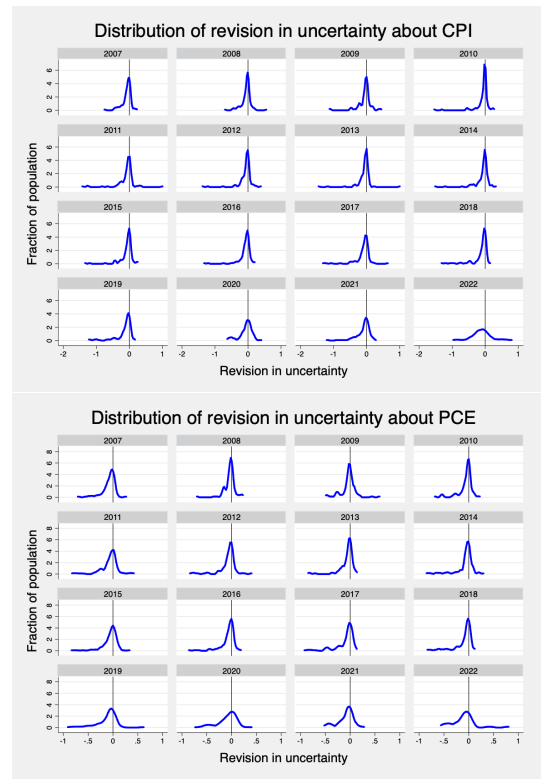 Distribution of revision in uncertainty about CPI
2007 2008 2009 2010
0 2 4 6
2011 2012 2013 2014
0 2 4 6
2015 2016 2017 2018
0 2 4 6
2019 2020 2021 2022
0 2 4 6
-2 -1 0 1 -2 -1 0 1 -2 -1 0 1 -2 -1 0 1
Fraction of population
Revision in uncertainty
Distribution of revision in uncertainty about PCE
2007 2008 2009 2010
0 2 4 6 8
2011 2012 2013 2014
0 2 4 6 8
2015 2016 2017 2018
0 2 4 6 8
2019 2020 2021 2022
0 2 4 6 8
-1 -.5 0 .5 1 -1 -.5 0 .5 1 -1 -.5 0 .5 1 -1 -.5 0 .5 1
Fraction of population
Revision in uncertainty